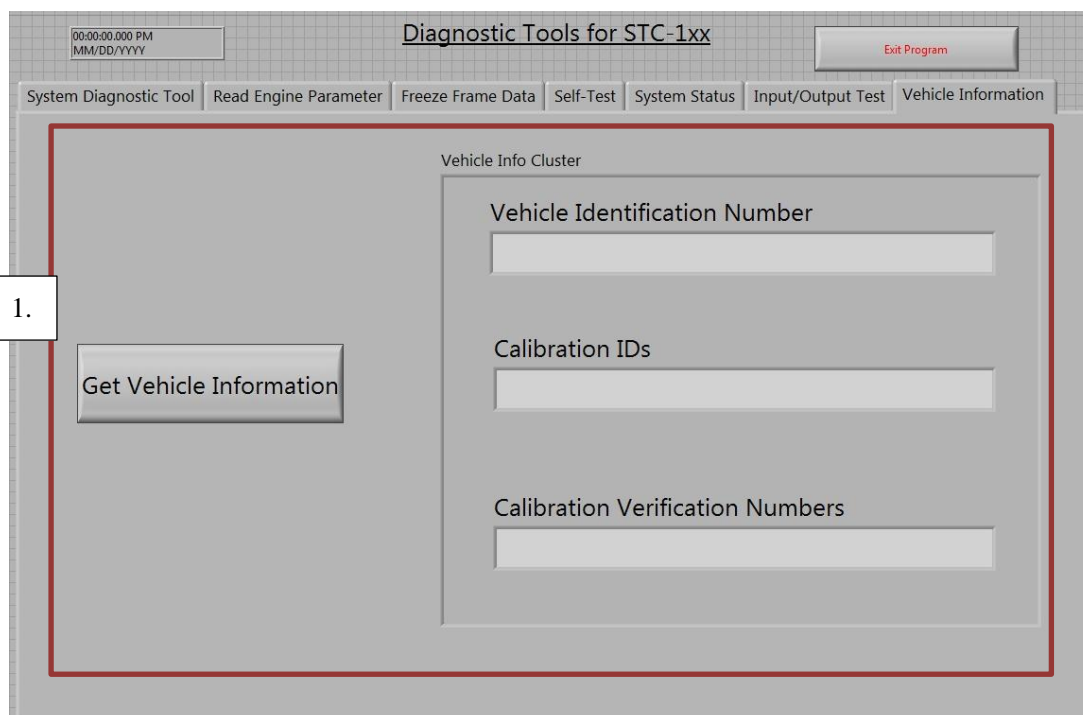 00:00:00.000 PM
MM/DD/YYYY
Diagnostic Tools for STC-1xx
Exit Program
System Diagnostic Tool
Read Engine Parameter
Freeze Frame Data
Self-Test
System Status
Input/Output Test
Vehicle Information
Vehicle Info Cluster
Vehicle Identification Number
1.
Calibration IDs
Get Vehicle Information
Calibration Verification Numbers